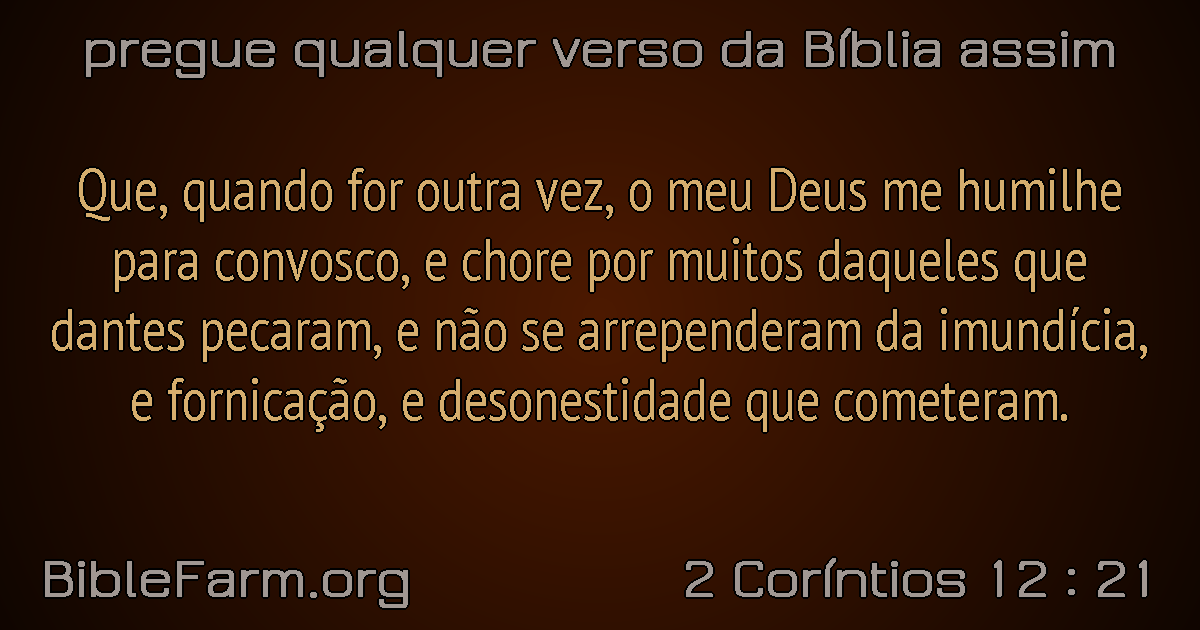 pregue qualquer verso da Bíblia assim
Que, quando for outra vez, o meu Deus me humilhe
para convosco, e chore por muitos daqueles que
dantes pecaram, e não se arrependeram da imundícia,
e fornicação, e desonestidade que cometeram.
BibleFarm.org
2 Coríntios 12 : 21